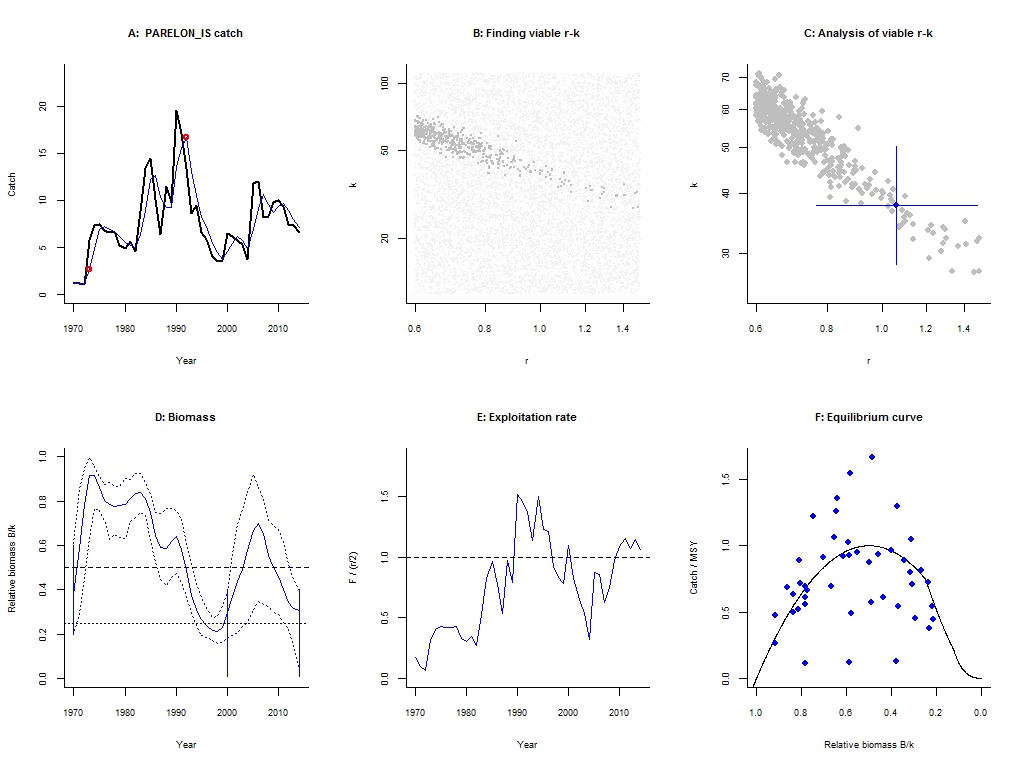 A: PARELON_IS catch
Catch
20
15
10
5
0
1970 1980 1990 2000 2010
Year
B: Finding viable r-k
k
100
50
20
0.6 0.8 1.0 1.2 1.4
r
C: Analysis of viable r-k
k
70
60
50
40
30
0.6 0.8 1.0 1.2 1.4
r
D: Biomass
Relative biomass B/k
1.0
0.8
0.6
0.4
0.2
0.0
1970 1980 1990 2000 2010
Year
E: Exploitation rate
F / (r/2)
1.5
1.0
0.5
0.0
1970 1980 1990 2000 2010
Year
F: Equilibrium curve
Catch / MSY
1.5
1.0
0.5
0.0
1.0 0.8 0.6 0.4 0.2 0.0
Relative biomass B/k